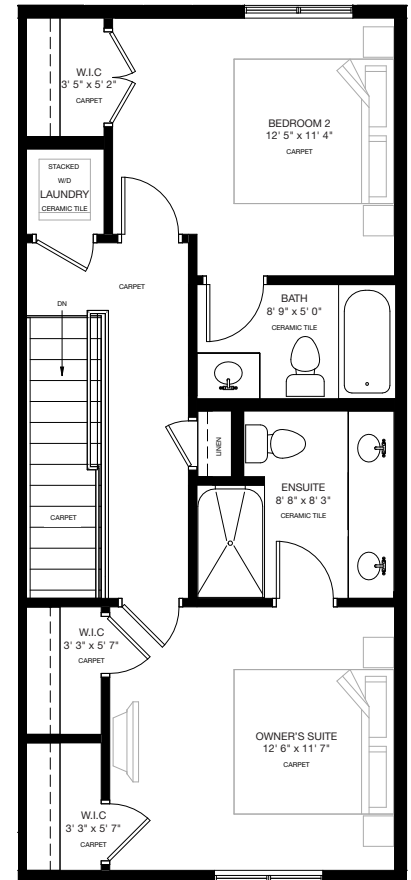 W.I.C
3' 5" x 5' 2"
CARPET
BEDROOM 2
12' 5" x 11' 4"
CARPET
STACKED
W/D
LAUNDRY
CERAMIC TILE
CARPET
DN
BATH
8' 9" x 5' 0"
CERAMIC TILE
LINEN
ENSUITE
8' 8" x 8' 3"
CERAMIC TILE
CARPET
W.I.C
3' 3" x 5' 7"
CARPET
OWNER'S SUITE
12' 6" x 11' 7"
CARPET
W.I.C
3' 3" x 5' 7"
CARPET